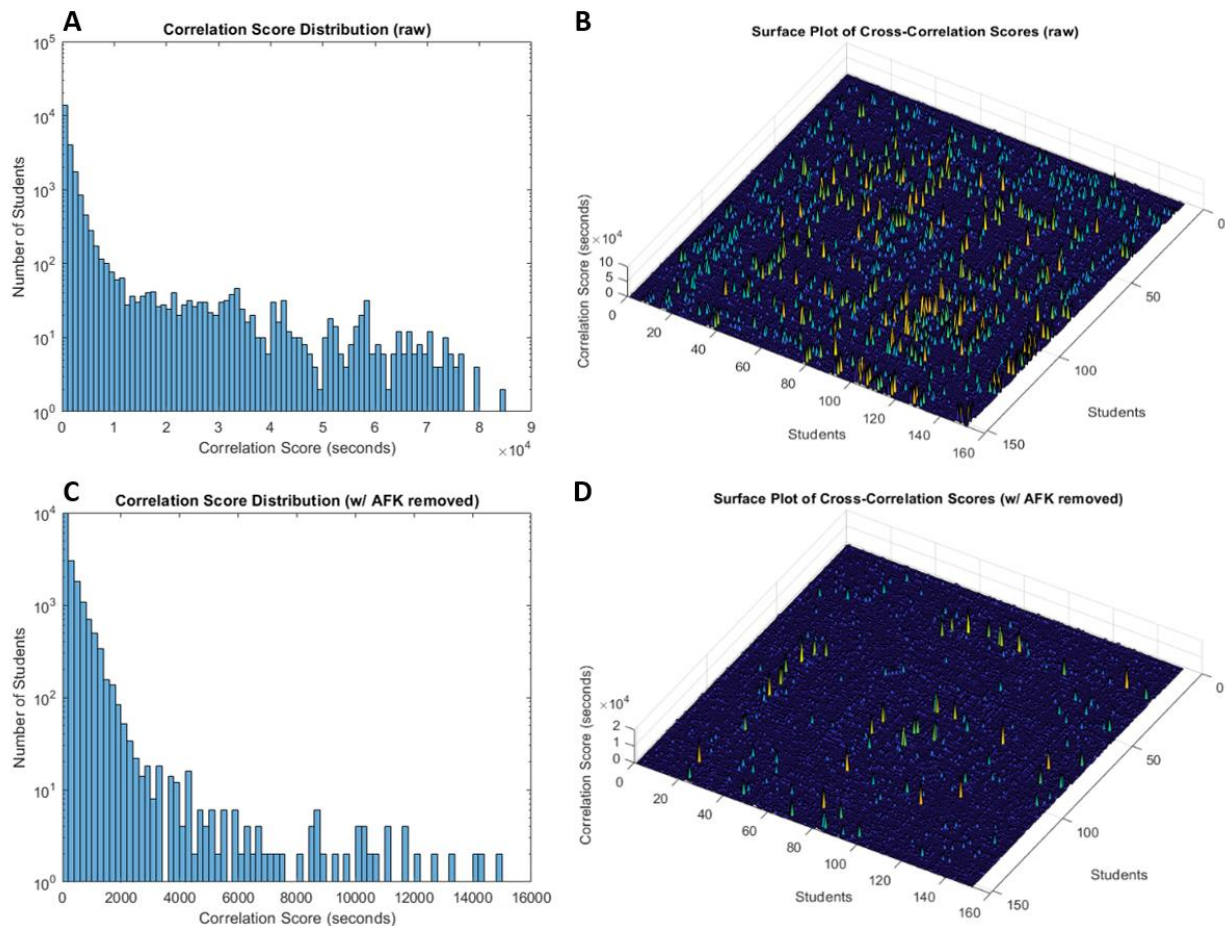 A
Correlation Score Distribution (raw)
10^5
10^4
10^3
10^2
10^1
10^0
Number of Students
0 1 2 3 4 5 6 7 8 9
Correlation Score (seconds)
×10^4
B
Surface Plot of Cross-Correlation Scores (raw)
Correlation Score (seconds)
×10^4
10
5
0
0 20 40 60 80 100 120 140 160
Students
0
50
100
150
Students
C
Correlation Score Distribution (w/ AFK removed)
10^4
10^3
10^2
10^1
10^0
Number of Students
0 2000 4000 6000 8000 10000 12000 14000 16000
Correlation Score (seconds)
D
Surface Plot of Cross-Correlation Scores (w/ AFK removed)
Correlation Score (seconds)
×10^4
2
1
0
0 20 40 60 80 100 120 140 160
Students
0
50
100
150
Students